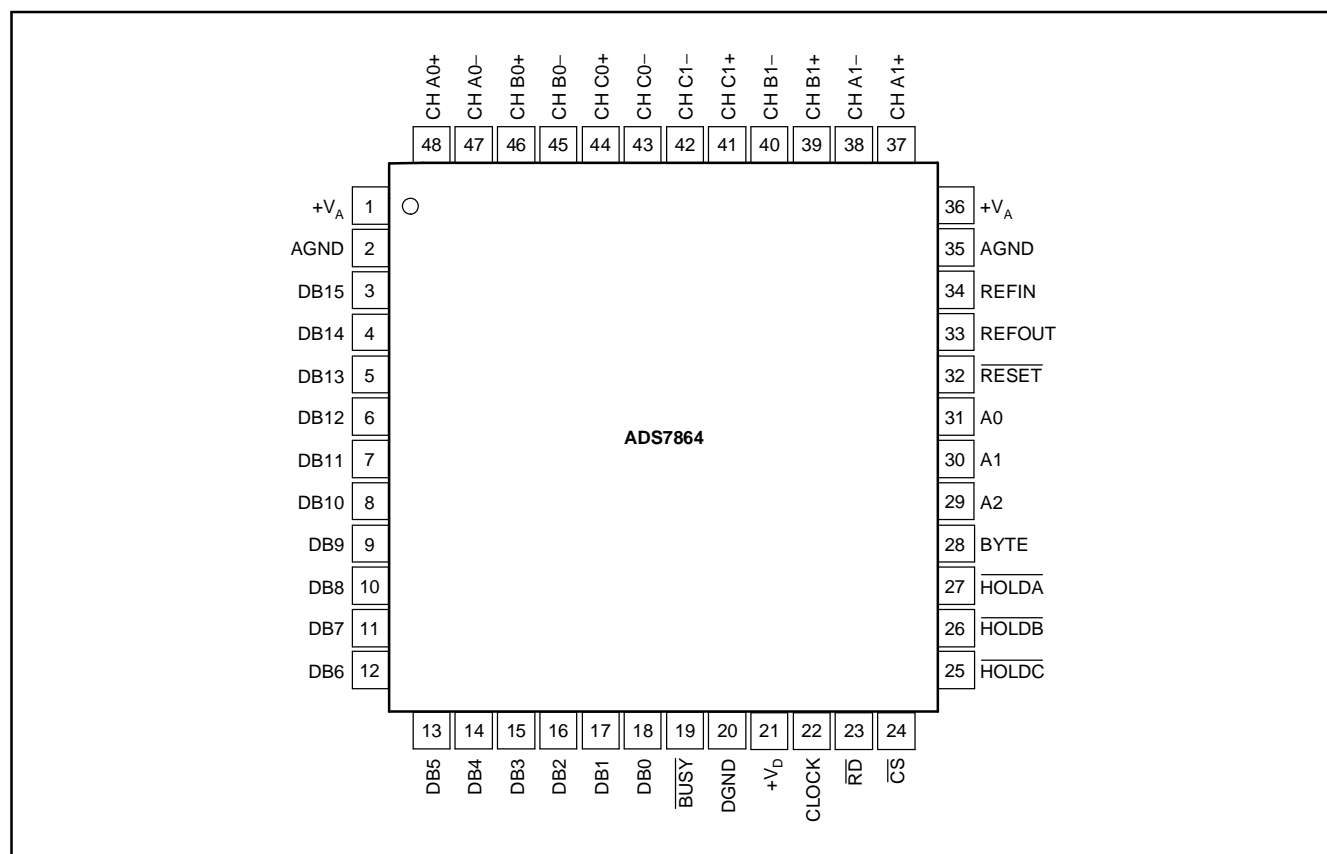 CH A0+
CH A0–
CH B0+
CH B0–
CH C0+
CH C0–
CH C1–
CH C1+
CH B1–
CH B1+
CH A1–
CH A1+
48 47 46 45 44 43 42 41 40 39 38 37
+VA 1
AGND 2
DB15 3
DB14 4
DB13 5
DB12 6
DB11 7
DB10 8
DB9 9
DB8 10
DB7 11
DB6 12
ADS7864
36 +VA
35 AGND
34 REFIN
33 REFOUT
32 RESET
31 A0
30 A1
29 A2
28 BYTE
27 HOLDA
26 HOLDB
25 HOLDC
13 14 15 16 17 18 19 20 21 22 23 24
DB5
DB4
DB3
DB2
DB1
DB0
BUSY
DGND
+VD
CLOCK
RD
CS